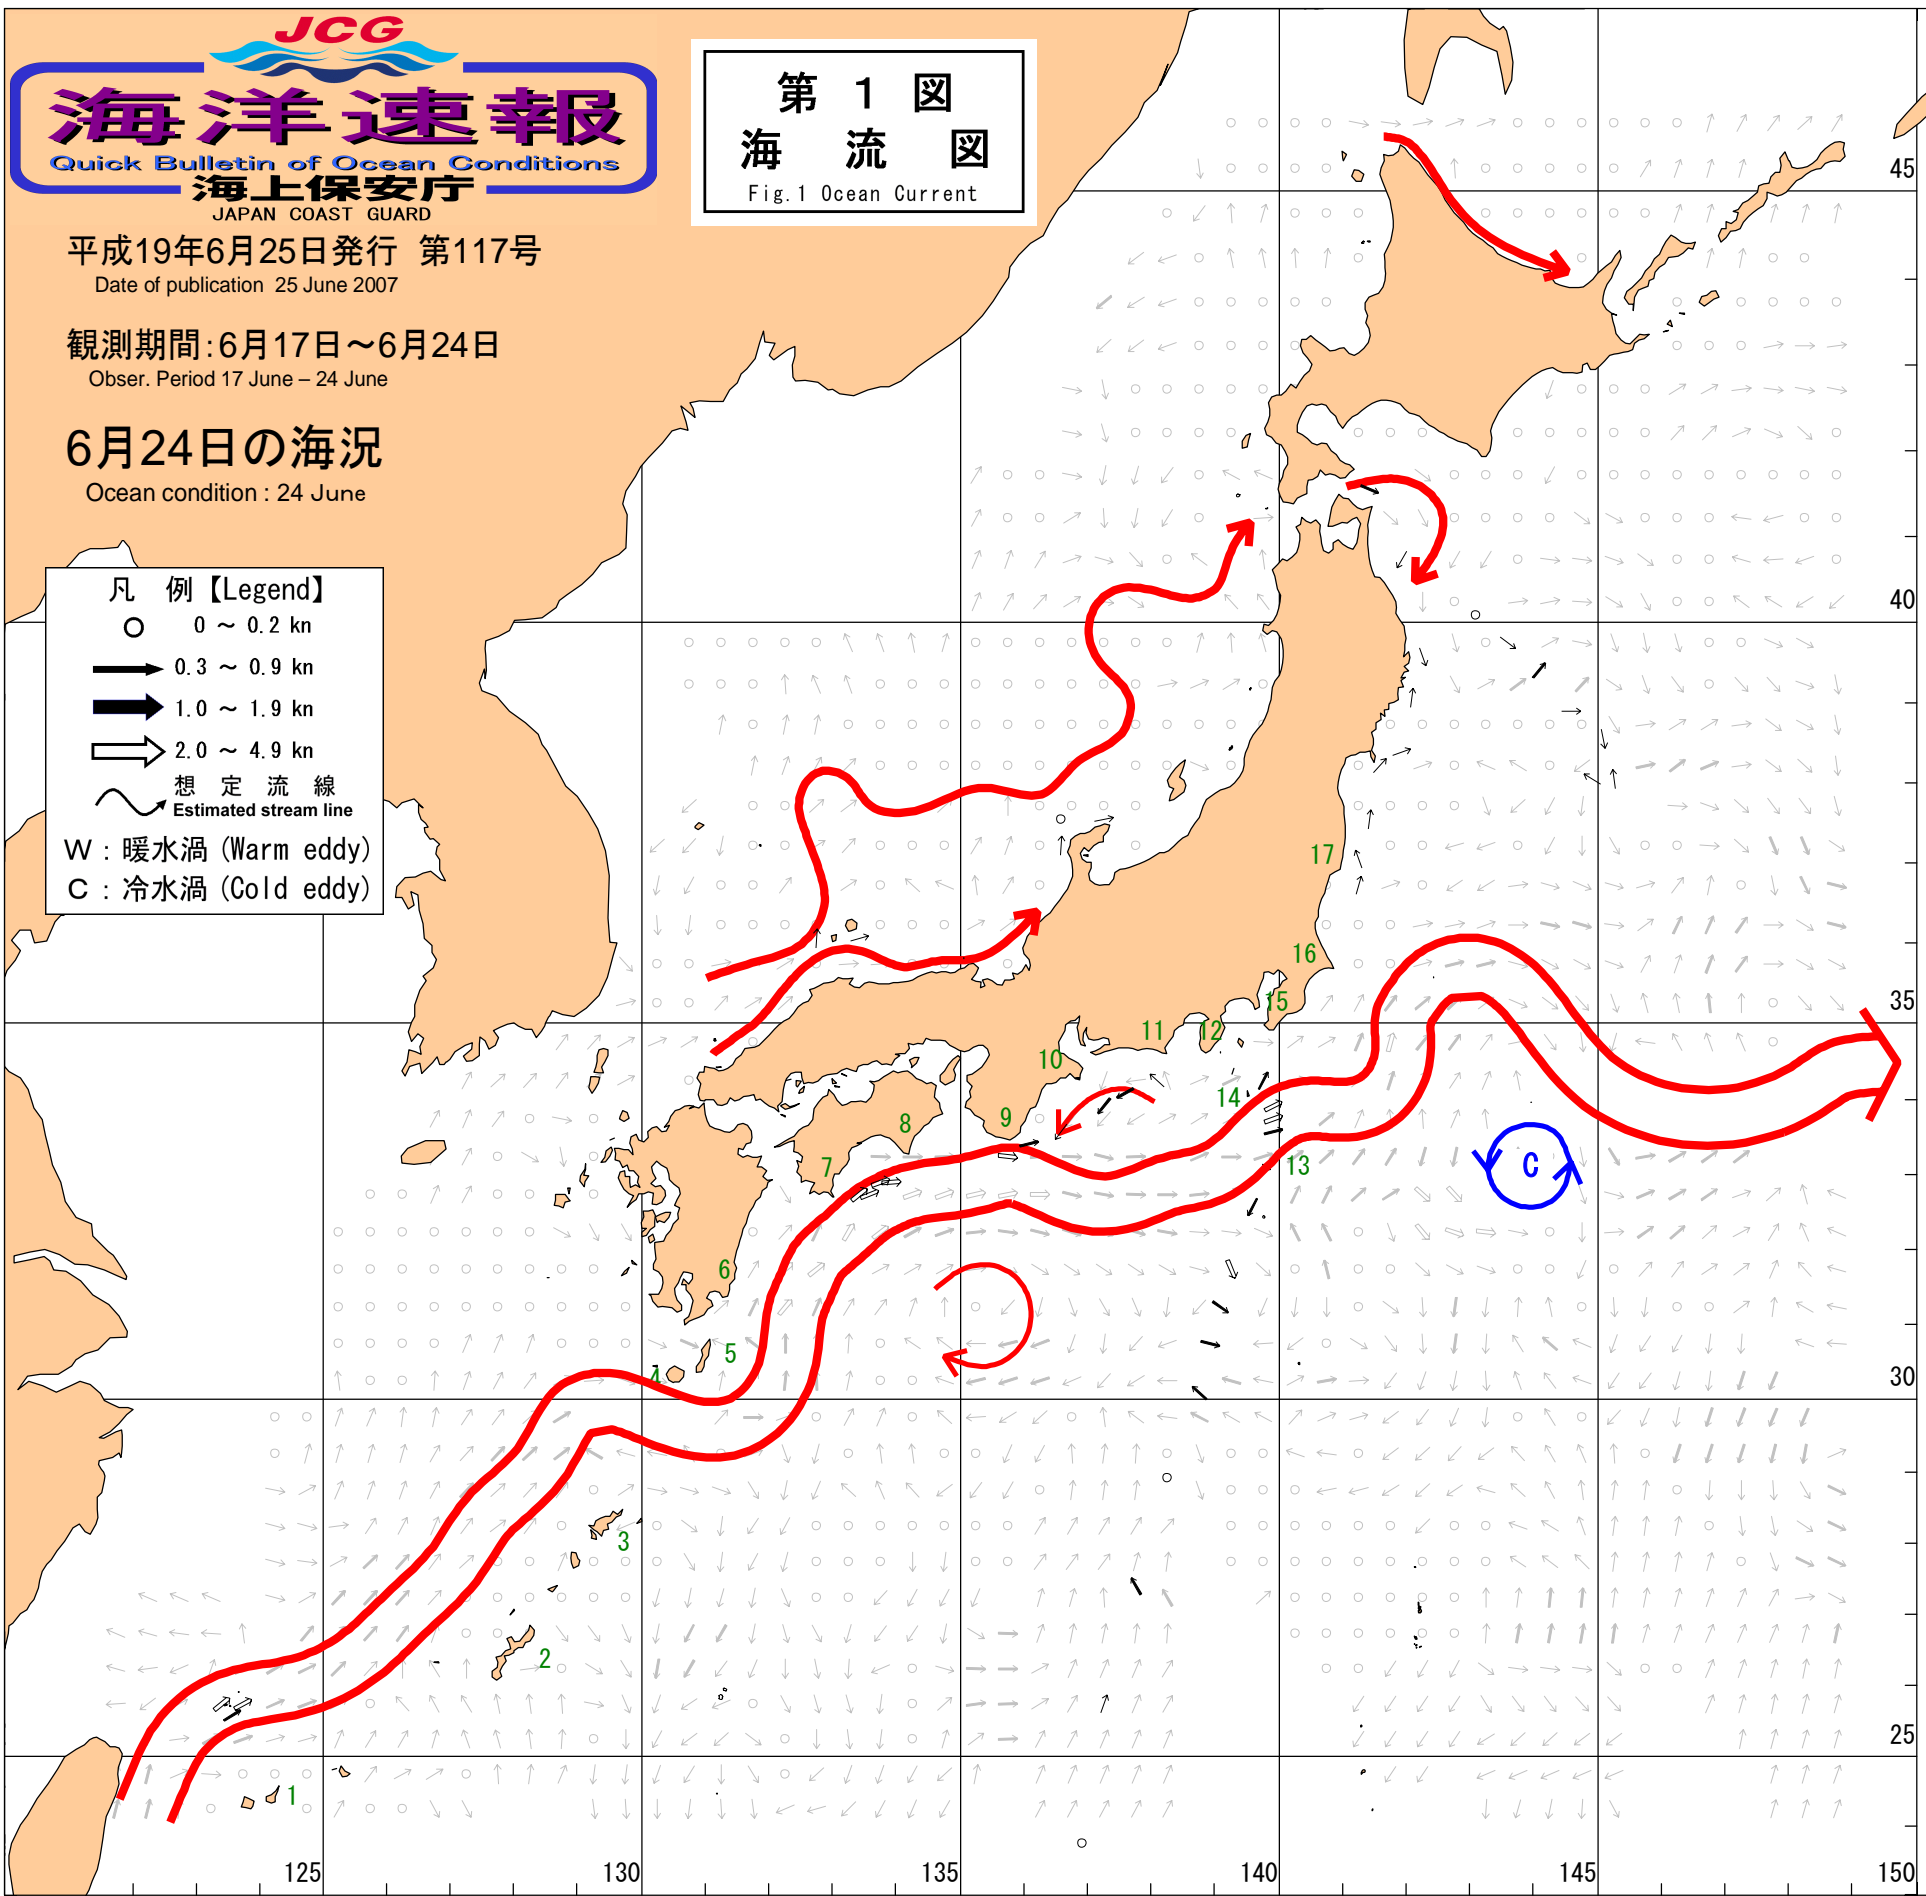 JCG
海洋速報
Quick Bulletin of Ocean Conditions
海上保安庁
JAPAN COAST GUARD
平成19年6月25日発行 第117号
Date of publication 25 June 2007
観測期間:6月17日～6月24日
Obser. Period 17 June – 24 June
6月24日の海況
Ocean condition : 24 June
第 1 図
海 流 図
Fig.1 Ocean Current
凡 例【Legend】
0 ～ 0.2 kn
0.3 ～ 0.9 kn
1.0 ～ 1.9 kn
2.0 ～ 4.9 kn
想 定 流 線
Estimated stream line
W : 暖水渦 (Warm eddy)
C : 冷水渦 (Cold eddy)
45
40
17
16
35
15
12
11
10
14
9
8
7
13
C
6
5
4
30
3
2
25
1
125
130
135
140
145
150